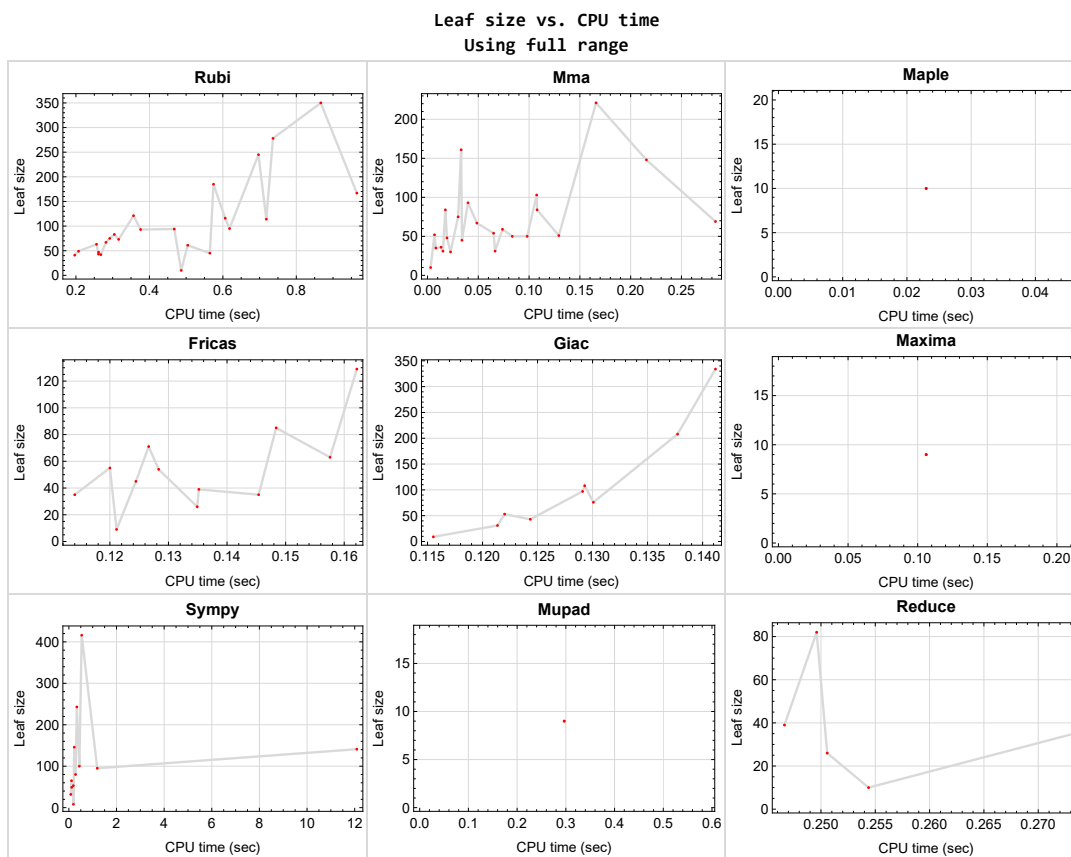 Leaf size vs. CPU time
Using full range
Rubi
Leaf size
350
300
250
200
150
100
50
0
0.2 0.4 0.6 0.8
CPU time (sec)
Mma
Leaf size
200
150
100
50
0
0.00 0.05 0.10 0.15 0.20 0.25
CPU time (sec)
Maple
Leaf size
20
15
10
5
0
0.00 0.01 0.02 0.03 0.04
CPU time (sec)
Fricas
Leaf size
120
100
80
60
40
20
0
0.12 0.13 0.14 0.15 0.16
CPU time (sec)
Giac
Leaf size
350
300
250
200
150
100
50
0
0.115 0.120 0.125 0.130 0.135 0.140
CPU time (sec)
Maxima
Leaf size
15
10
5
0
0.00 0.05 0.10 0.15 0.20
CPU time (sec)
Sympy
Leaf size
400
300
200
100
0
0 2 4 6 8 10 12
CPU time (sec)
Mupad
Leaf size
15
10
5
0
0.0 0.1 0.2 0.3 0.4 0.5 0.6
CPU time (sec)
Reduce
Leaf size
80
60
40
20
0
0.250 0.255 0.260 0.265 0.270
CPU time (sec)